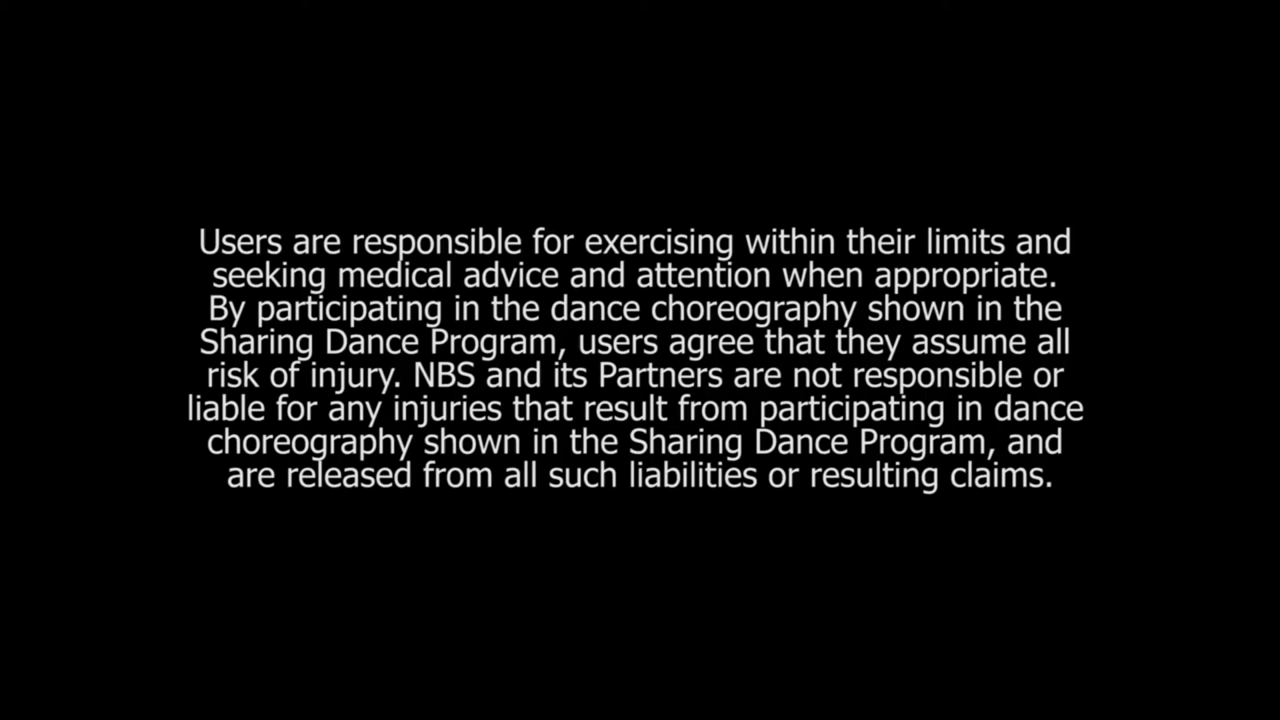 Users are responsible for exercising within their limits and
seeking medical advice and attention when appropriate.
By participating in the dance choreography shown in the
Sharing Dance Program, users agree that they assume all
risk of injury. NBS and its Partners are not responsible or
liable for any injuries that result from participating in dance
choreography shown in the Sharing Dance Program, and
are released from all such liabilities or resulting claims.